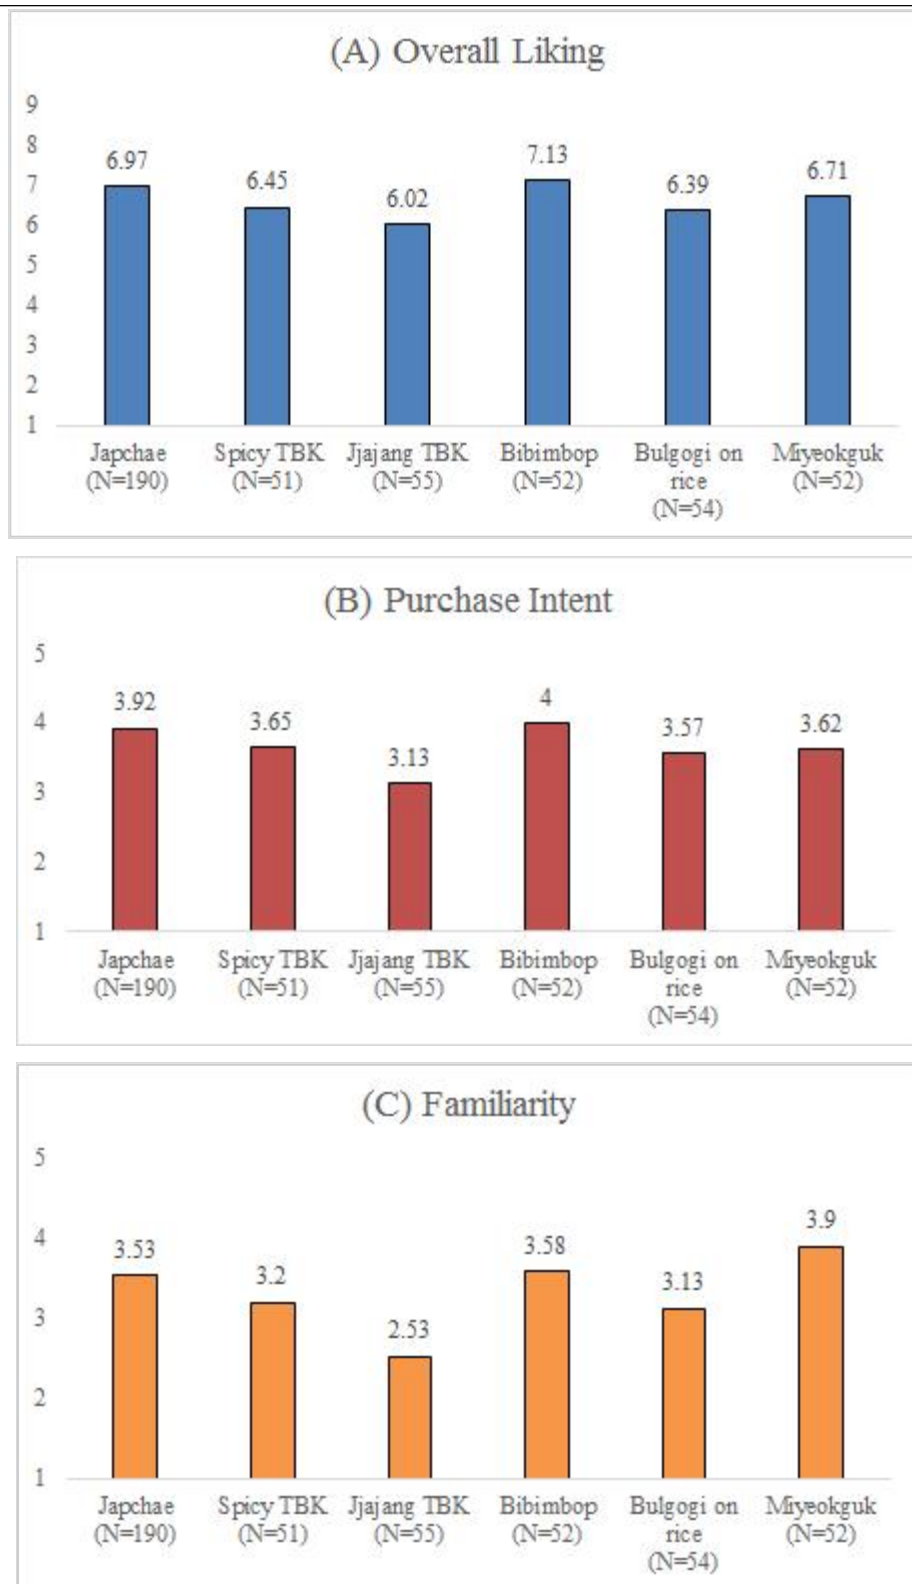 (A) Overall Liking
9
8
7
6
5
4
3
2
1
6.97
6.45
6.02
7.13
6.39
6.71
Japchae
(N=190)
Spicy TBK
(N=51)
Jjajang TBK
(N=55)
Bibimbop
(N=52)
Bulgogi on
rice
(N=54)
Miyeokguk
(N=52)
(B) Purchase Intent
5
4
3
2
1
3.92
3.65
3.13
4
3.57
3.62
Japchae
(N=190)
Spicy TBK
(N=51)
Jjajang TBK
(N=55)
Bibimbop
(N=52)
Bulgogi on
rice
(N=54)
Miyeokguk
(N=52)
(C) Familiarity
5
4
3
2
1
3.53
3.2
2.53
3.58
3.13
3.9
Japchae
(N=190)
Spicy TBK
(N=51)
Jjajang TBK
(N=55)
Bibimbop
(N=52)
Bulgogi on
rice
(N=54)
Miyeokguk
(N=52)